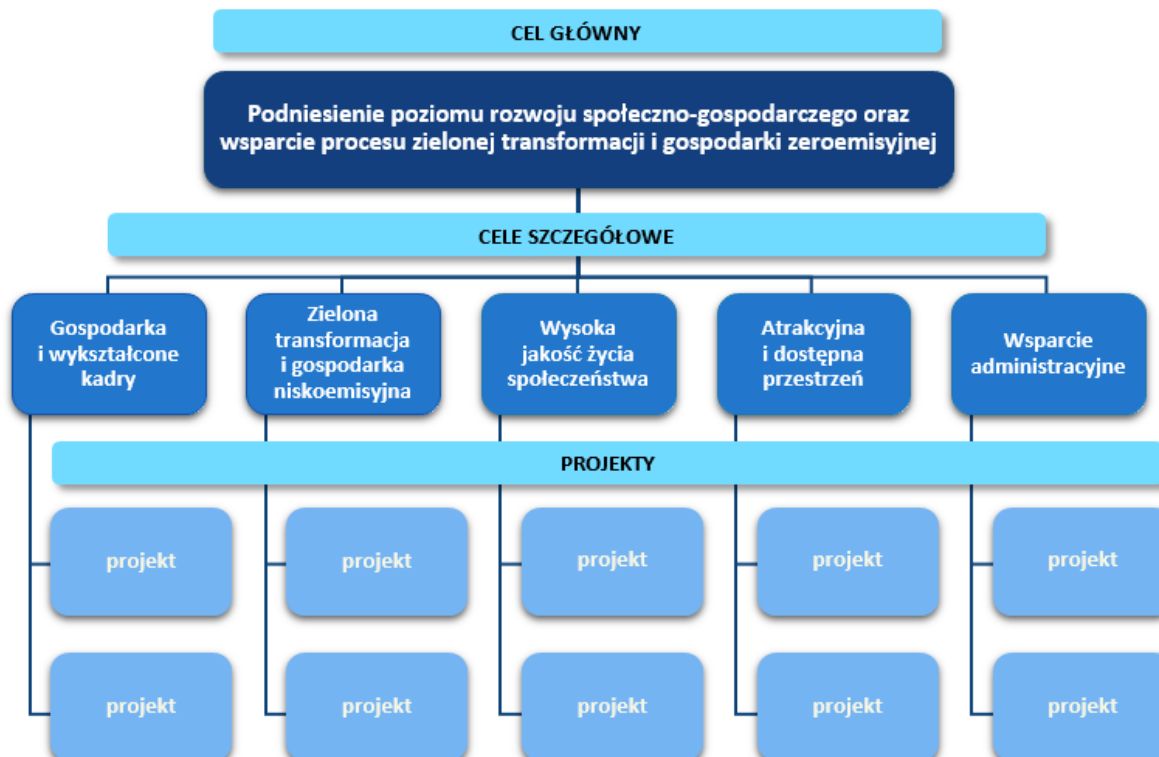 CEL GŁÓWNY
Podniesienie poziomu rozwoju społeczno-gospodarczego oraz
wsparcie procesu zielonej transformacji i gospodarki zeroemisyjnej
CELE SZCZEGÓŁOWE
Gospodarka
i wykształcone
kadry
Zielona
transformacja
i gospodarka
niskoemisyjna
Wysoka
jakość życia
społeczeństwa
Atrakcyjna
i dostępna
przestrzeń
Wsparcie
administracyjne
PROJEKTY
projekt
projekt
projekt
projekt
projekt
projekt
projekt
projekt
projekt
projekt